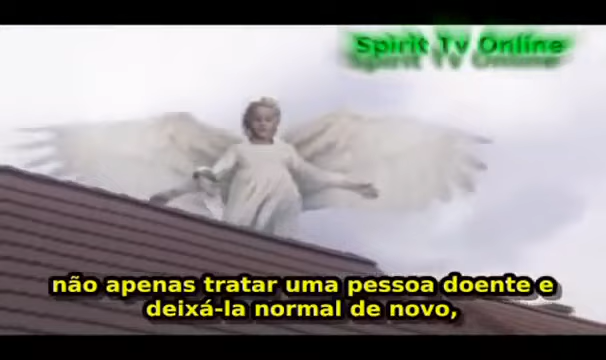 Spirit Tv Online
não apenas tratar uma pessoa doente e
deixá-la normal de novo,